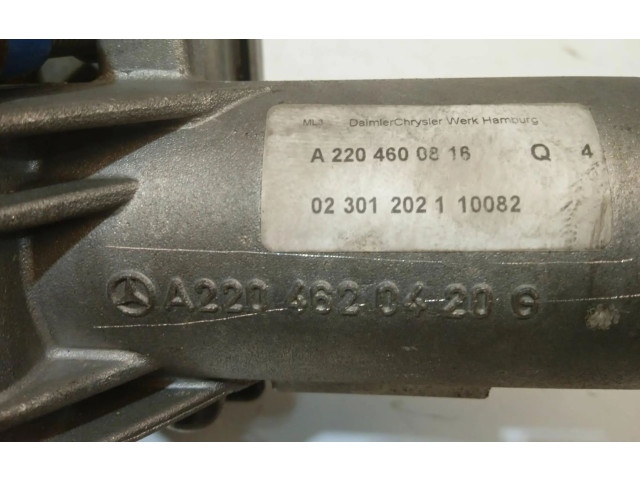 DaimlerChrysler Werk Hamburg
A 220 460 08 16 Q 4
02 301 202 1 10082
A220 462 04 20 G